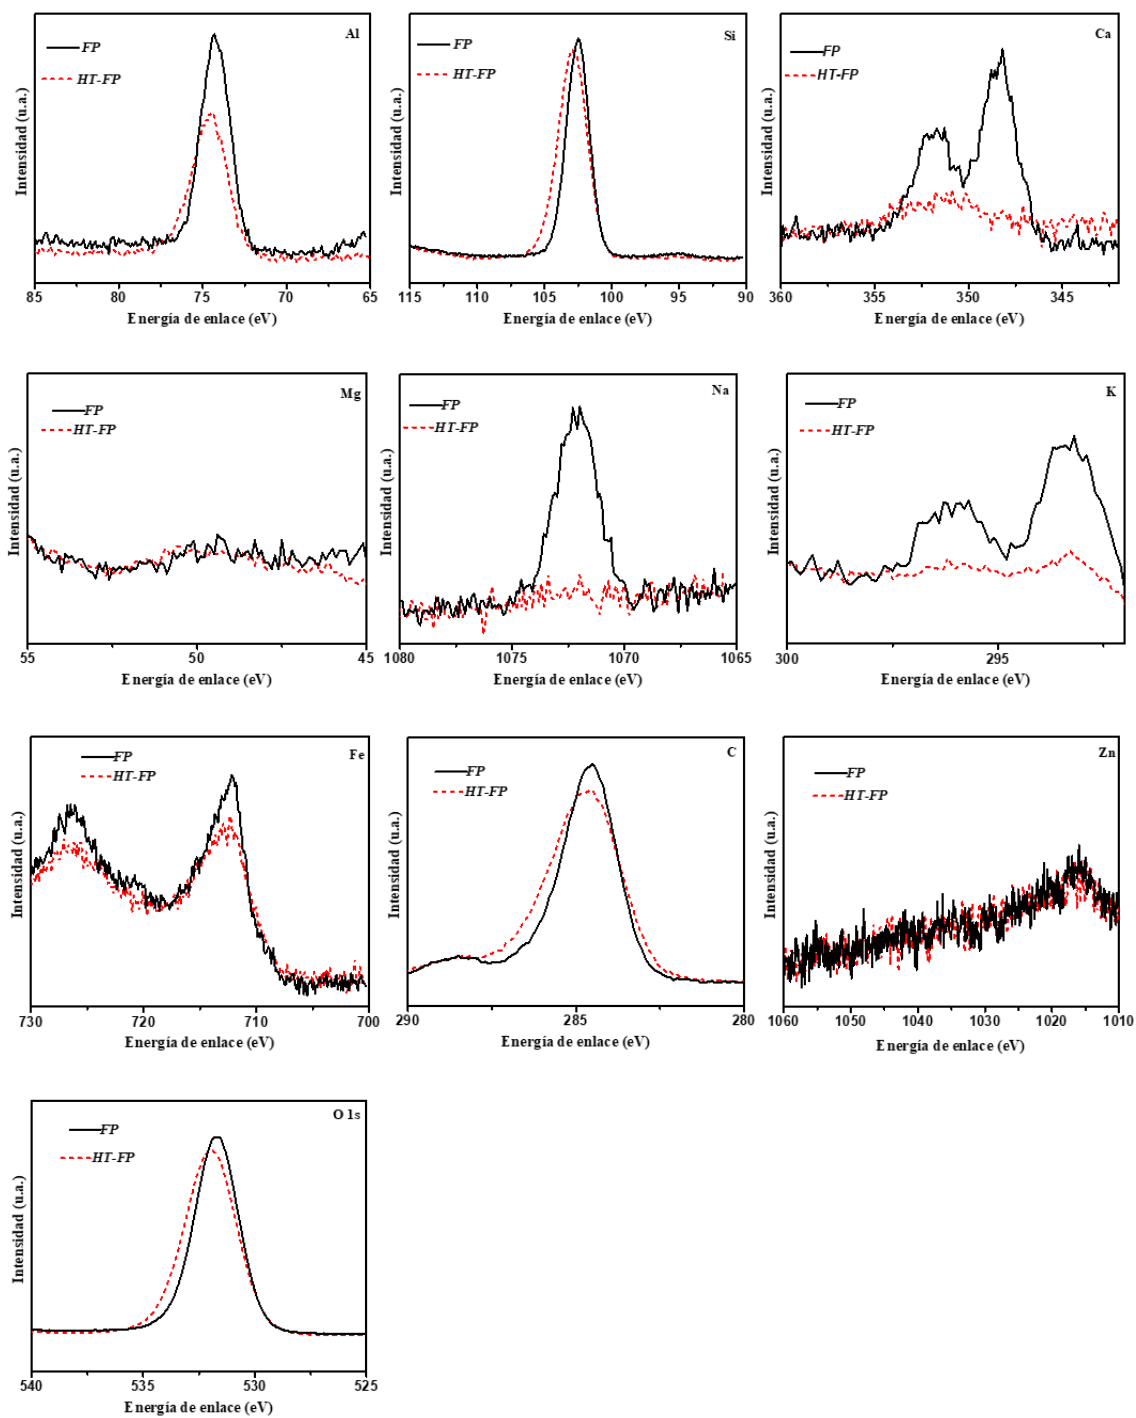 Al
FP
HT-FP
Intensidad (u.a.)
85 80 75 70 65
Energía de enlace (eV)
Si
FP
HT-FP
Intensidad (u.a.)
115 110 105 100 95 90
Energía de enlace (eV)
Ca
FP
HT-FP
Intensidad (u.a.)
360 355 350 345
Energía de enlace (eV)
Mg
FP
HT-FP
Intensidad (u.a.)
55 50 45
Energía de enlace (eV)
Na
FP
HT-FP
Intensidad (u.a.)
1080 1075 1070 1065
Energía de enlace (eV)
K
FP
HT-FP
Intensidad (u.a.)
300 295
Energía de enlace (eV)
Fe
FP
HT-FP
Intensidad (u.a.)
730 720 710 700
Energía de enlace (eV)
C
FP
HT-FP
Intensidad (u.a.)
290 285 280
Energía de enlace (eV)
Zn
FP
HT-FP
Intensidad (u.a.)
1060 1050 1040 1030 1020 1010
Energía de enlace (eV)
O 1s
FP
HT-FP
Intensidad (u.a.)
540 535 530 525
Energía de enlace (eV)